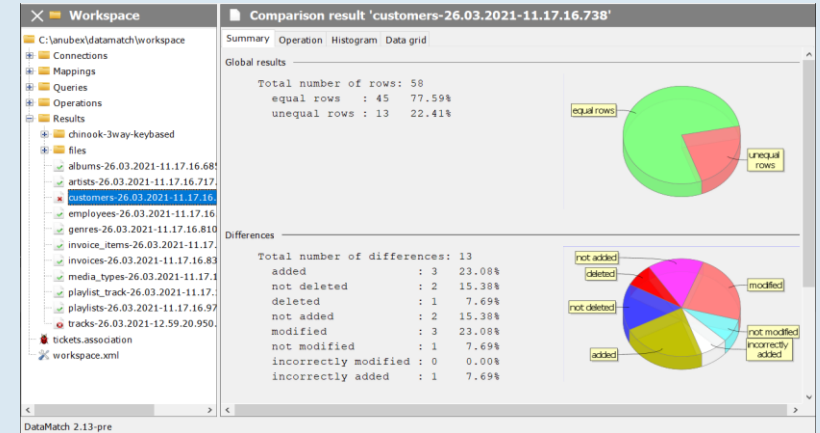 Workspace
C:\anubex\datamatch\workspace
Connections
Mappings
Queries
Operations
Results
chinook-3way-keybased
files
albums-26.03.2021-11.17.16.685
artists-26.03.2021-11.17.16.717.
customers-26.03.2021-11.17.16.
employees-26.03.2021-11.17.16
genres-26.03.2021-11.17.16.810
invoice_items-26.03.2021-11.17.
invoices-26.03.2021-11.17.16.83
media_types-26.03.2021-11.17.1
playlist_track-26.03.2021-11.17.
playlists-26.03.2021-11.17.16.97
tracks-26.03.2021-12.59.20.950.
tickets.association
workspace.xml
Comparison result 'customers-26.03.2021-11.17.16.738'
Summary Operation Histogram Data grid
Global results
Total number of rows: 58
equal rows : 45 77.59%
unequal rows : 13 22.41%
equal rows
unequal
rows
Differences
Total number of differences: 13
added : 3 23.08%
not deleted : 2 15.38%
deleted : 1 7.69%
not added : 2 15.38%
modified : 3 23.08%
not modified : 1 7.69%
incorrectly modified : 0 0.00%
incorrectly added : 1 7.69%
not added
deleted
modified
not deleted
not modified
incorrectly
added
added
DataMatch 2.13-pre